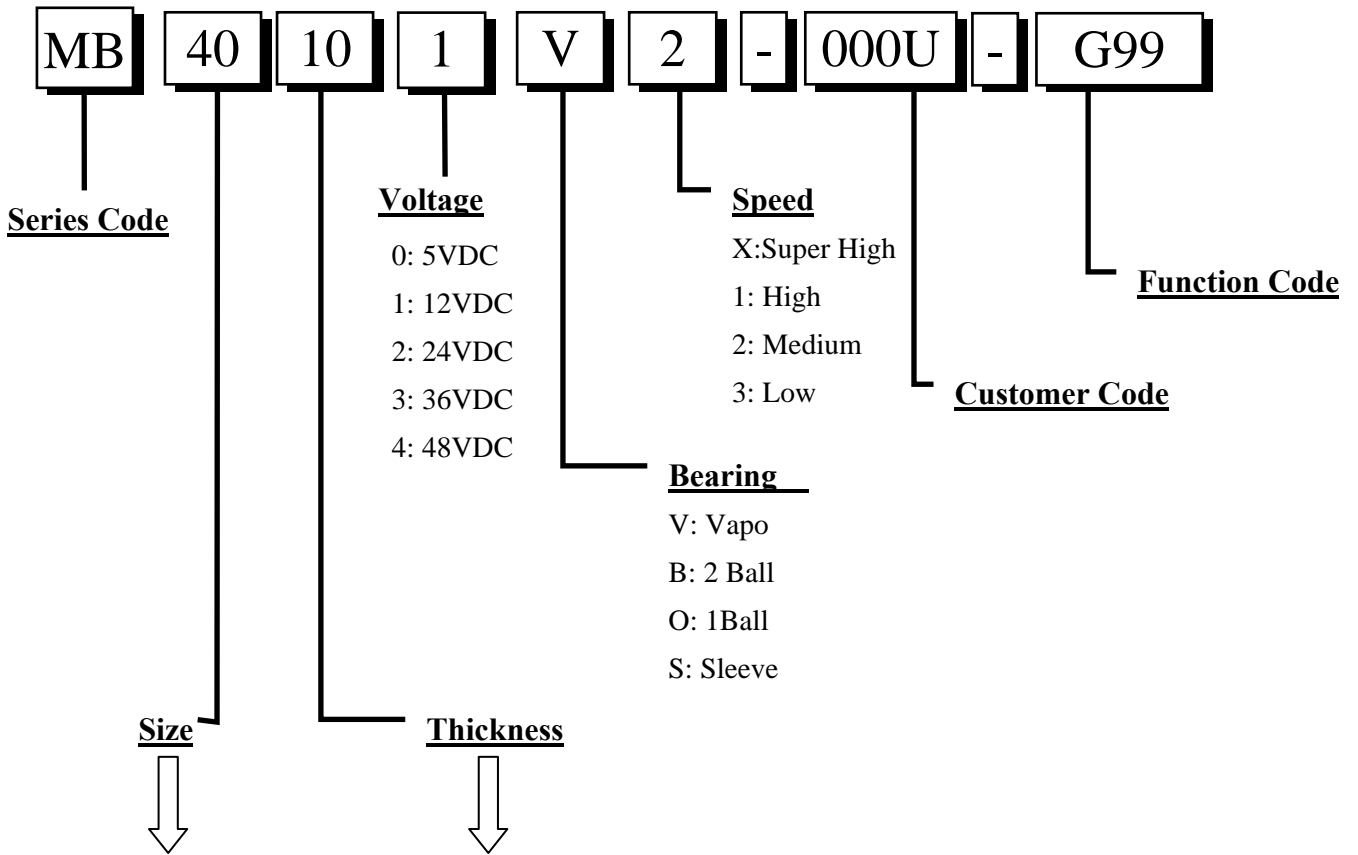 MB 40 10 1 V 2 - 000U - G99
Series Code
Voltage
0: 5VDC
1: 12VDC
2: 24VDC
3: 36VDC
4: 48VDC
Speed
X:Super High
1: High
2: Medium
3: Low
Function Code
Customer Code
Bearing
V: Vapo
B: 2 Ball
O: 1Ball
S: Sleeve
Size
Thickness